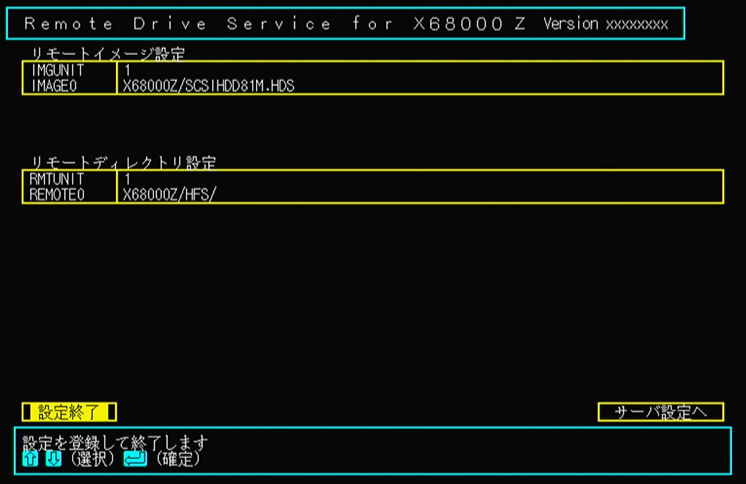 Remote Drive Service for X68000 Z Version xxxxxxxx
リモートイメージ設定
IMGUNIT 1
IMAGE0 X68000Z/SCSIHDD81M.HDS
リモートディレクトリ設定
RMTUNIT 1
REMOTE0 X68000Z/HFS/
設定終了 サーバ設定へ
設定を登録して終了します
⇧ ⇩ (選択) ↵ (確定)